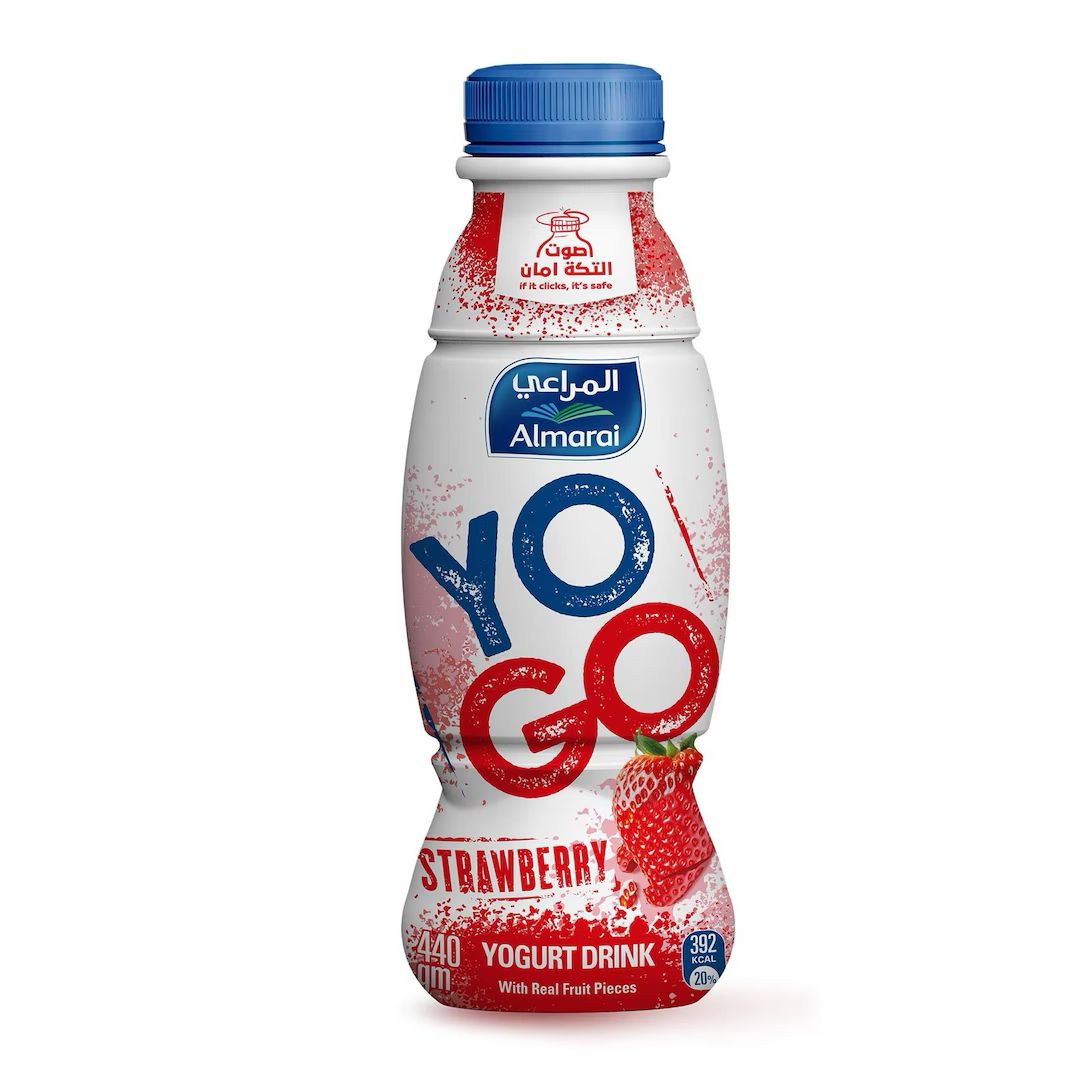 صوت
التكة امان
if it clicks, it's safe
المراعي
Almarai
YO
GO
STRAWBERRY
440
gm
YOGURT DRINK
With Real Fruit Pieces
392
KCAL
20%